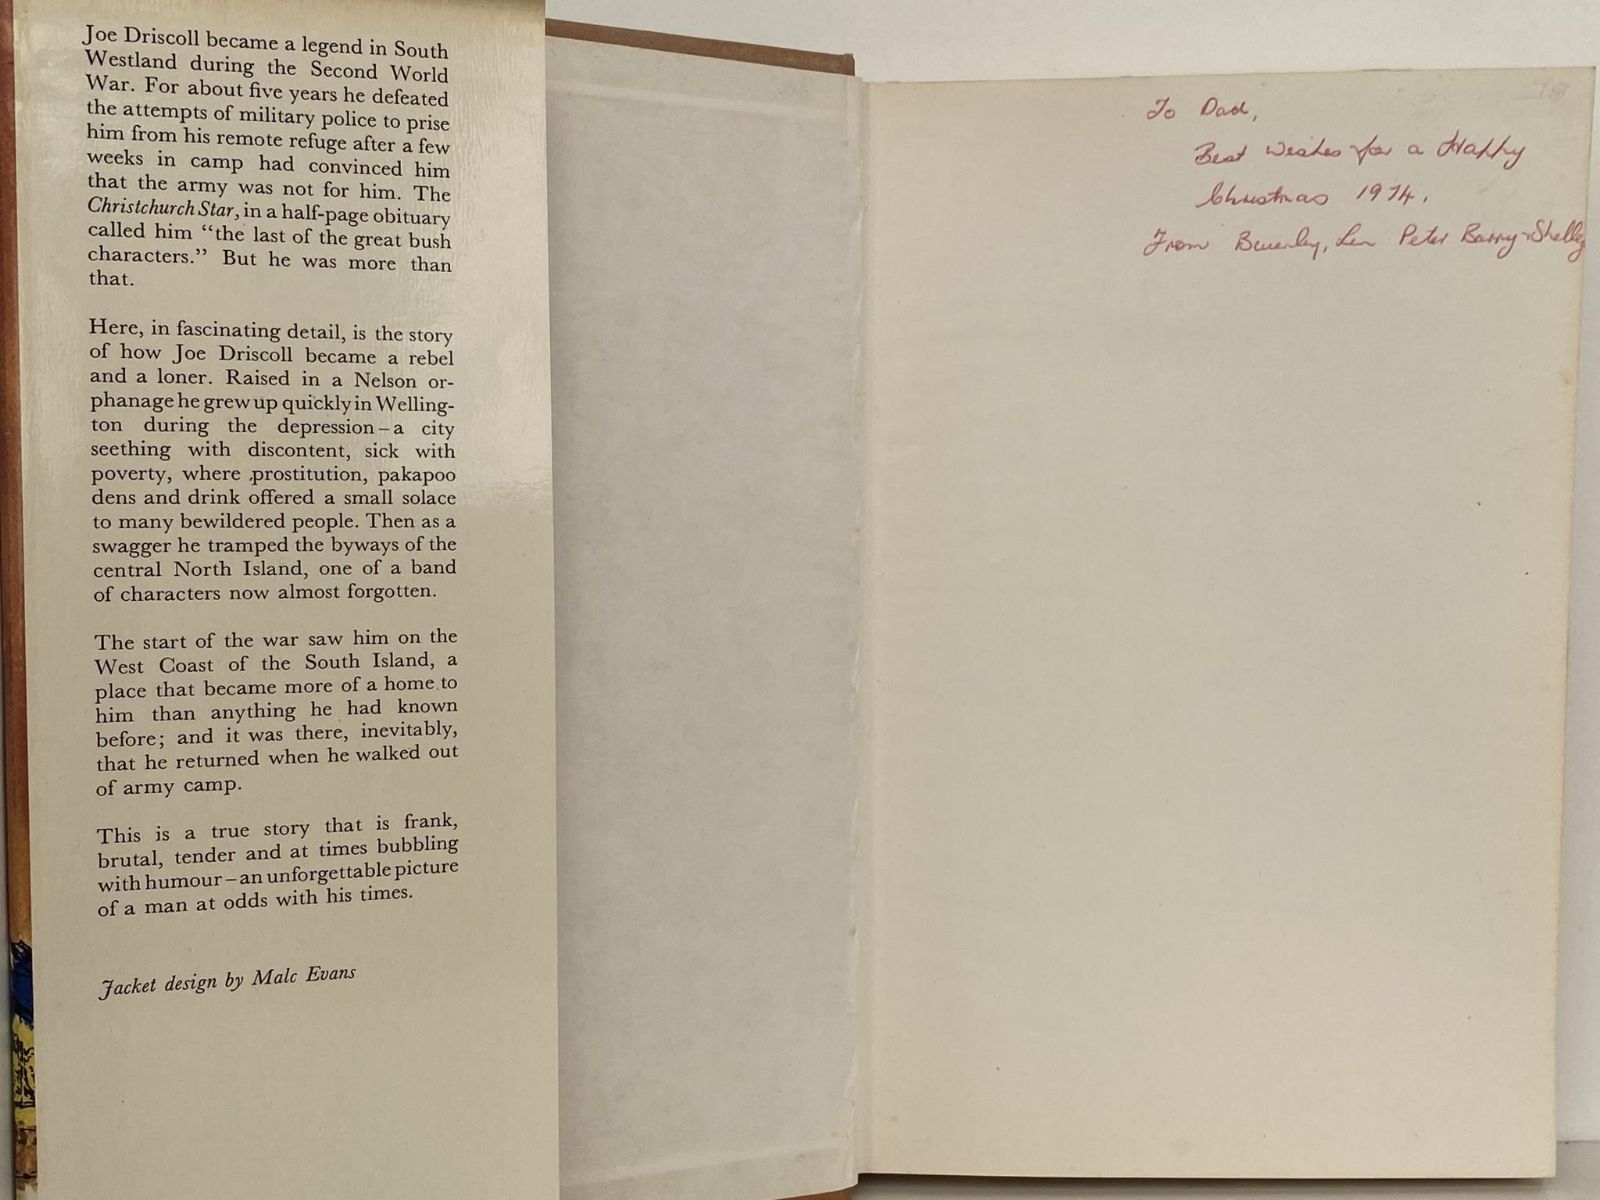 Joe Driscoll became a legend in South
Westland during the Second World
War. For about five years he defeated
the attempts of military police to prise
him from his remote refuge after a few
weeks in camp had convinced him
that the army was not for him. The
Christchurch Star, in a half-page obituary
called him “the last of the great bush
characters.” But he was more than
that.
Here, in fascinating detail, is the story
of how Joe Driscoll became a rebel
and a loner. Raised in a Nelson or-
phanage he grew up quickly in Welling-
ton during the depression–a city
seething with discontent, sick with
poverty, where prostitution, pakapoo
dens and drink offered a small solace
to many bewildered people. Then as a
swagger he tramped the byways of the
central North Island, one of a band
of characters now almost forgotten.
The start of the war saw him on the
West Coast of the South Island, a
place that became more of a home to
him than anything he had known
before; and it was there, inevitably,
that he returned when he walked out
of army camp.
This is a true story that is frank,
brutal, tender and at times bubbling
with humour–an unforgettable picture
of a man at odds with his times.
Jacket design by Malc Evans
To Dad,
Best Wishes for a Happy
Christmas 1974.
From Beverley, Len Peter Barry + Shelley